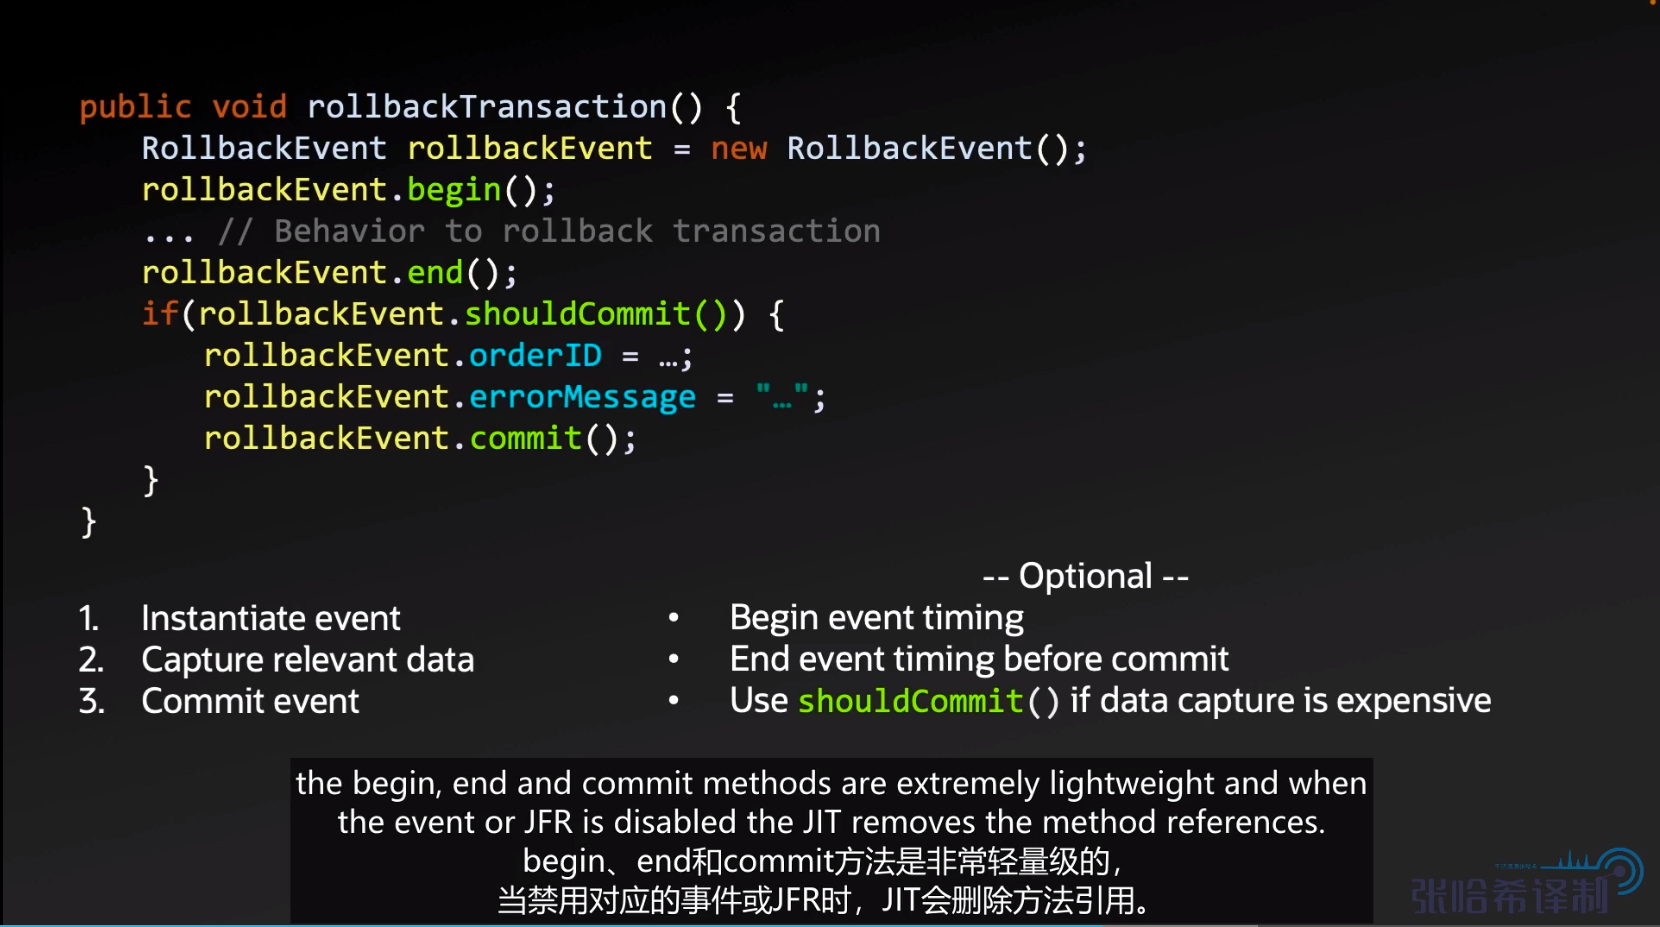 public void rollbackTransaction() {
RollbackEvent rollbackEvent = new RollbackEvent();
rollbackEvent.begin();
... // Behavior to rollback transaction
rollbackEvent.end();
if(rollbackEvent.shouldCommit()) {
rollbackEvent.orderID = …;
rollbackEvent.errorMessage = "…";
rollbackEvent.commit();
}
}
-- Optional --
1. Instantiate event
2. Capture relevant data
3. Commit event
• Begin event timing
• End event timing before commit
• Use shouldCommit() if data capture is expensive
the begin, end and commit methods are extremely lightweight and when
the event or JFR is disabled the JIT removes the method references.
begin、end和commit方法是非常轻量级的，
当禁用对应的事件或JFR时，JIT会删除方法引用。
张哈希译制